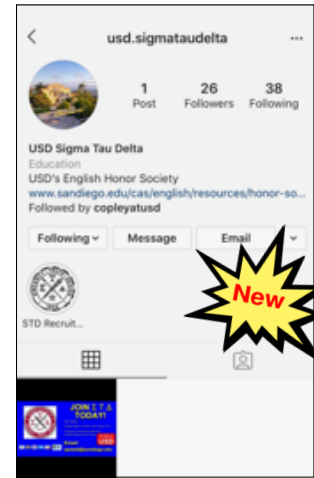 usd.sigmataudelta
1 26 38
Post Followers Following
USD Sigma Tau Delta
Education
USD's English Honor Society
www.sandiego.edu/cas/english/resources/honor-so...
Followed by copleyatusd
Following Message Email
New
STD Recruit...
JOIN Σ Τ Δ
TODAY!
Email
USD